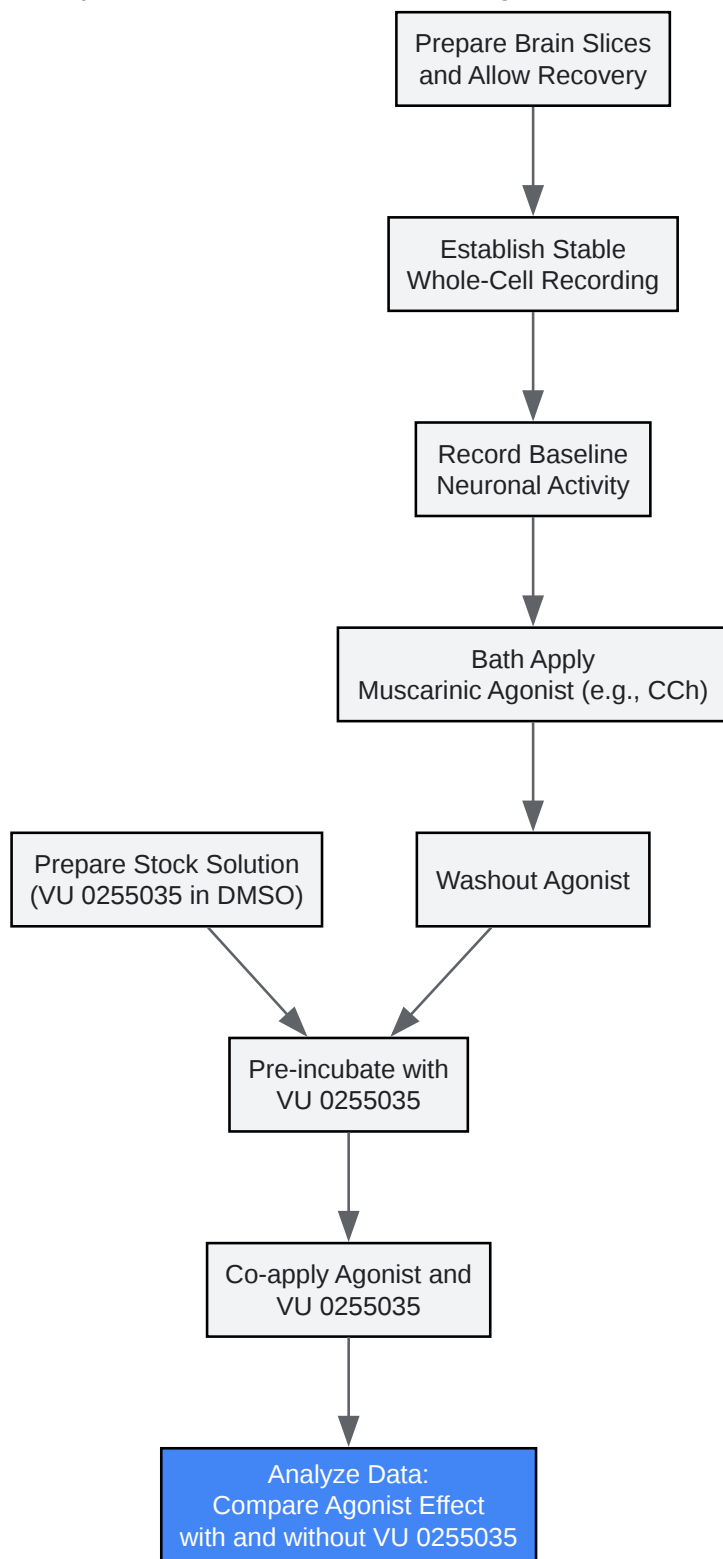 Prepare Brain Slices
and Allow Recovery
Establish Stable
Whole-Cell Recording
Record Baseline
Neuronal Activity
Bath Apply
Muscarinic Agonist (e.g., CCh)
Prepare Stock Solution
(VU 0255035 in DMSO)
Washout Agonist
Pre-incubate with
VU 0255035
Co-apply Agonist and
VU 0255035
Analyze Data:
Compare Agonist Effect
with and without VU 0255035